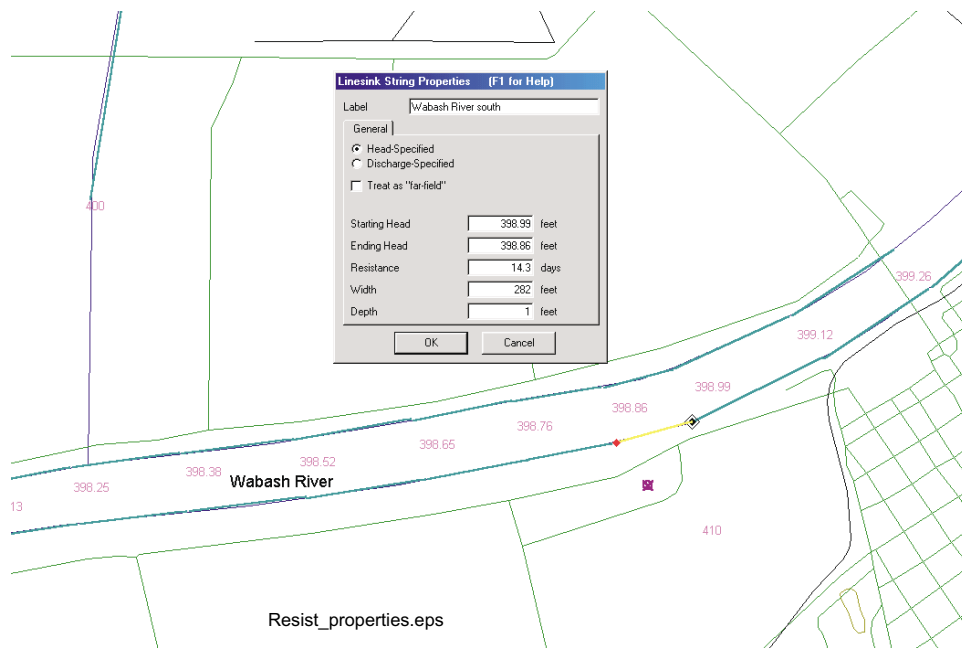 Linesink String Properties (F1 for Help)
Label Wabash River south
General
Head-Specified
Discharge-Specified
Treat as "far-field"
Starting Head 398.99 feet
Ending Head 398.86 feet
Resistance 14.3 days
Width 282 feet
Depth 1 feet
OK Cancel
400
399.26
399.12
398.99
398.86
398.76
398.65
398.52
398.38
398.25
13
Wabash River
410
Resist_properties.eps